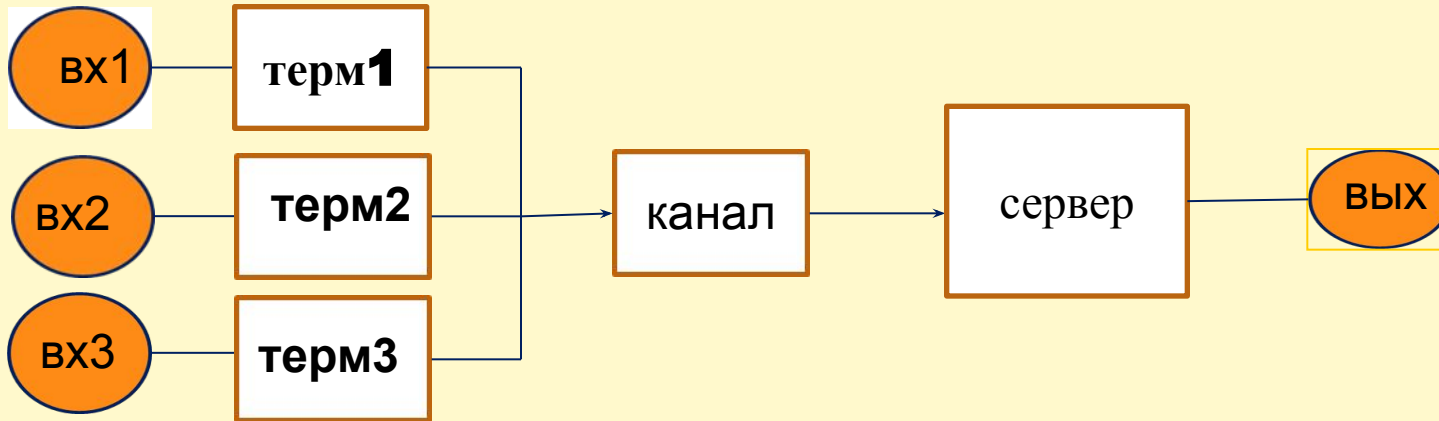 вх1
терм1
вх2
терм2
вх3
терм3
канал
сервер
вых